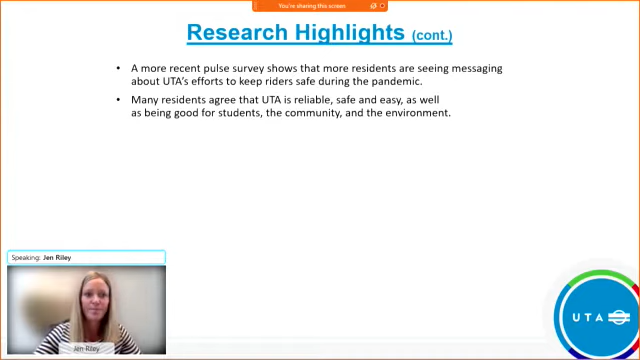 You're sharing this screen
Research Highlights (cont.)
• A more recent pulse survey shows that more residents are seeing messaging
about UTA's efforts to keep riders safe during the pandemic.
• Many residents agree that UTA is reliable, safe and easy, as well
as being good for students, the community, and the environment.
Speaking: Jen Riley
Jen Riley
UTA